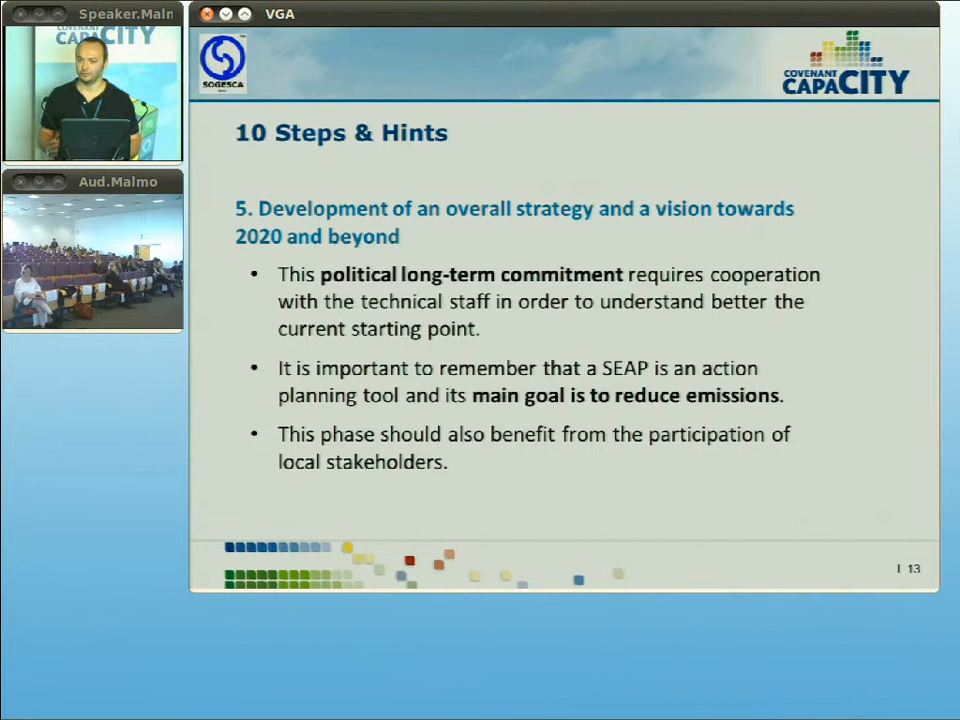 Speaker.Maln
COVENANT
CAPACITY
Aud.Malmo
VGA
SOGESCA
COVENANT
CAPACITY
10 Steps & Hints
5. Development of an overall strategy and a vision towards
2020 and beyond
• This political long-term commitment requires cooperation
with the technical staff in order to understand better the
current starting point.
• It is important to remember that a SEAP is an action
planning tool and its main goal is to reduce emissions.
• This phase should also benefit from the participation of
local stakeholders.
| 13